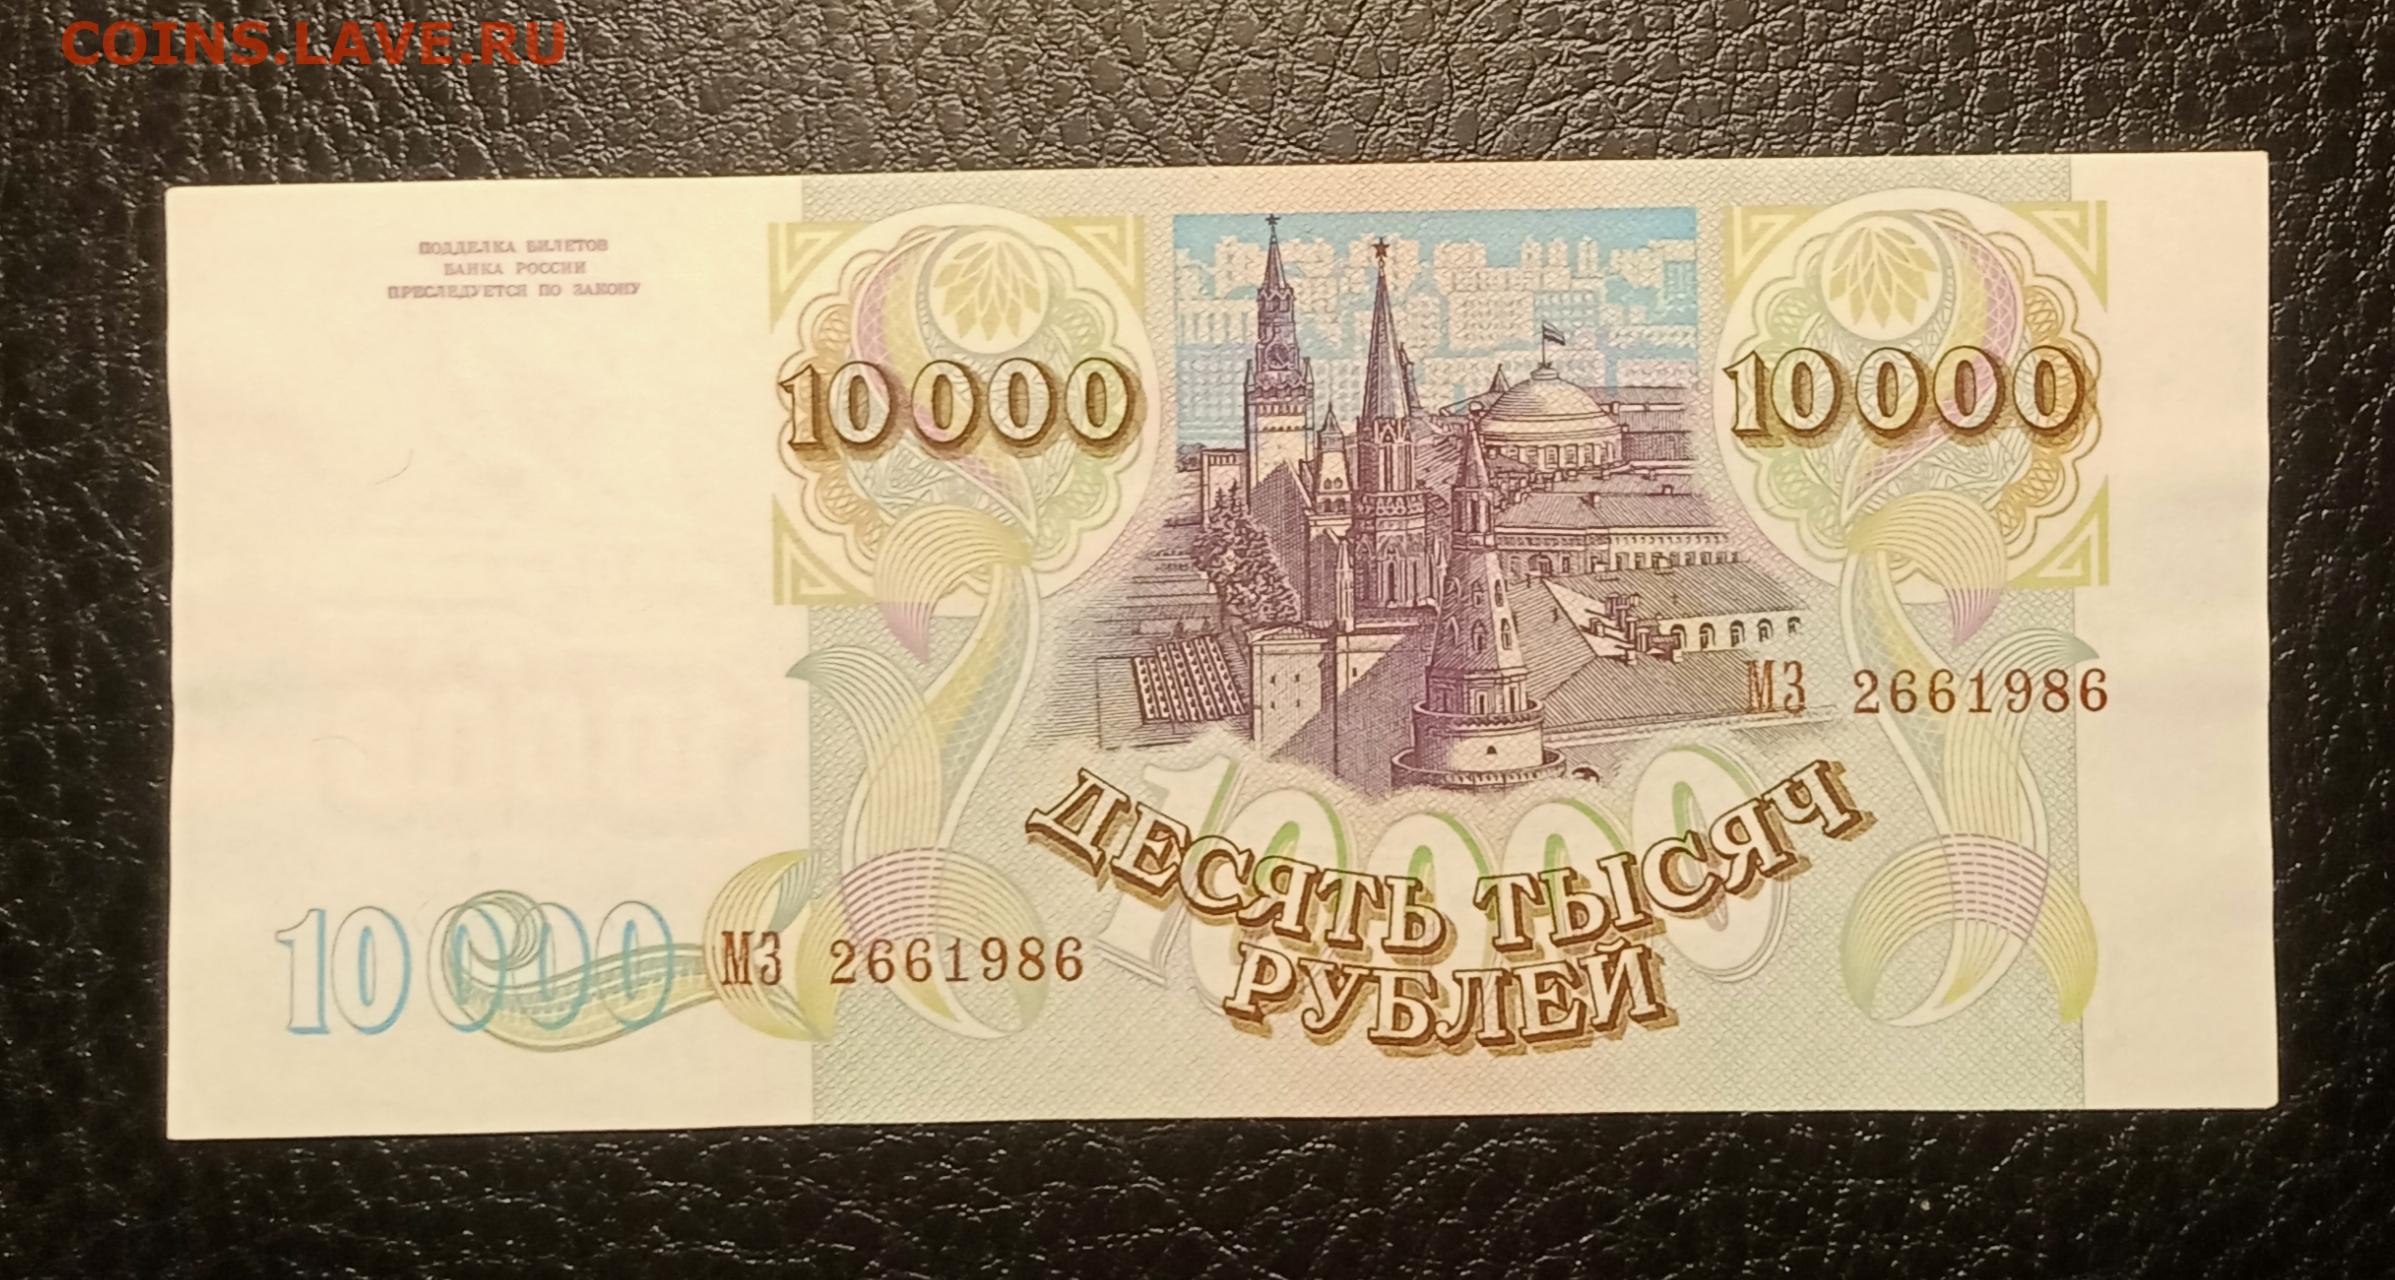 COINS.LAVE.RU
ПОДДЕЛКА БИЛЕТОВ
БАНКА РОССИИ
ПРЕСЛЕДУЕТСЯ ПО ЗАКОНУ
10000
10000
МЗ 2661986
10000
ДЕСЯТЬ ТЫСЯЧ
РУБЛЕЙ
10000
МЗ 2661986